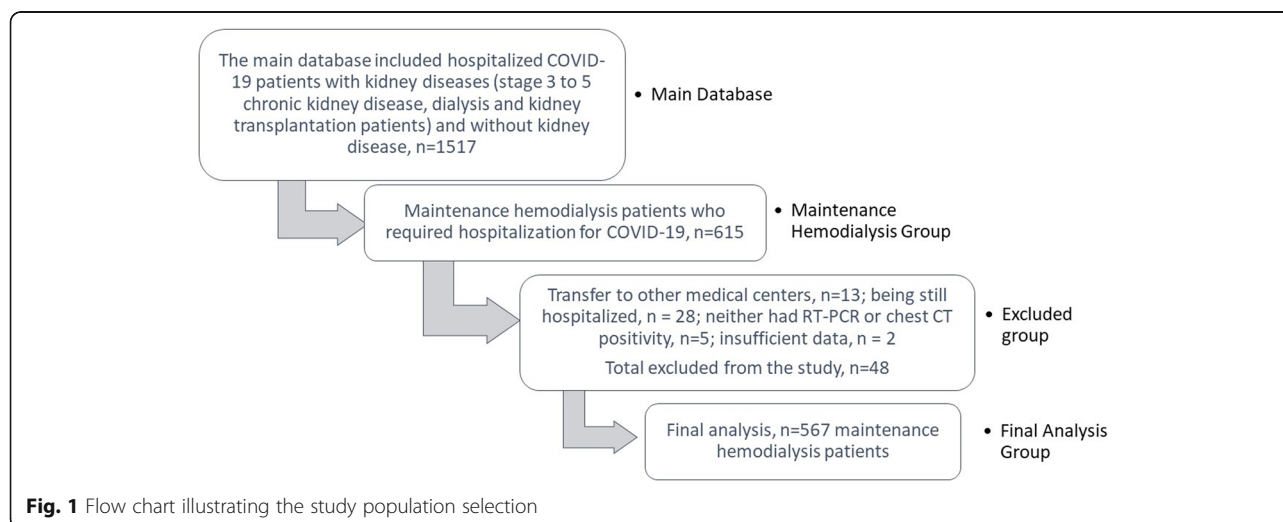 The main database included hospitalized COVID-
19 patients with kidney diseases (stage 3 to 5
chronic kidney disease, dialysis and kidney
transplantation patients) and without kidney
disease, n=1517
• Main Database
Maintenance hemodialysis patients who
required hospitalization for COVID-19, n=615
• Maintenance
Hemodialysis Group
Transfer to other medical centers, n=13; being still
hospitalized, n = 28; neither had RT-PCR or chest CT
positivity, n=5; insufficient data, n = 2
Total excluded from the study, n=48
• Excluded
group
Final analysis, n=567 maintenance
hemodialysis patients
• Final Analysis
Group
Fig. 1 Flow chart illustrating the study population selection